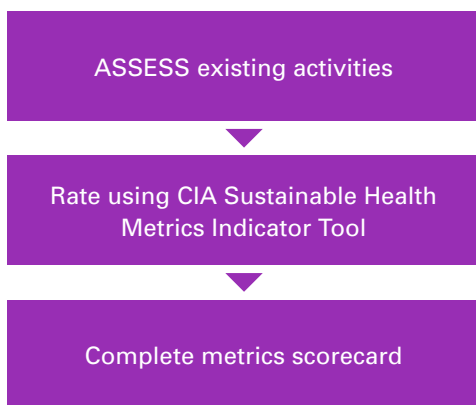 ASSESS existing activities
Rate using CIA Sustainable Health
Metrics Indicator Tool
Complete metrics scorecard